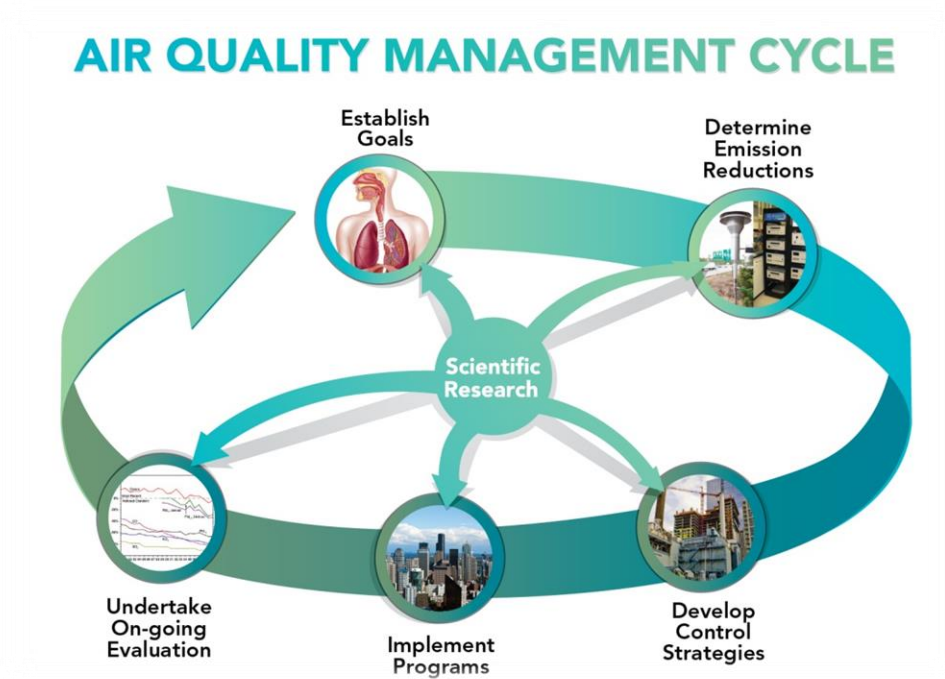 AIR QUALITY MANAGEMENT CYCLE
Establish
Goals
Determine
Emission
Reductions
Scientific
Research
Undertake
On-going
Evaluation
Implement
Programs
Develop
Control
Strategies